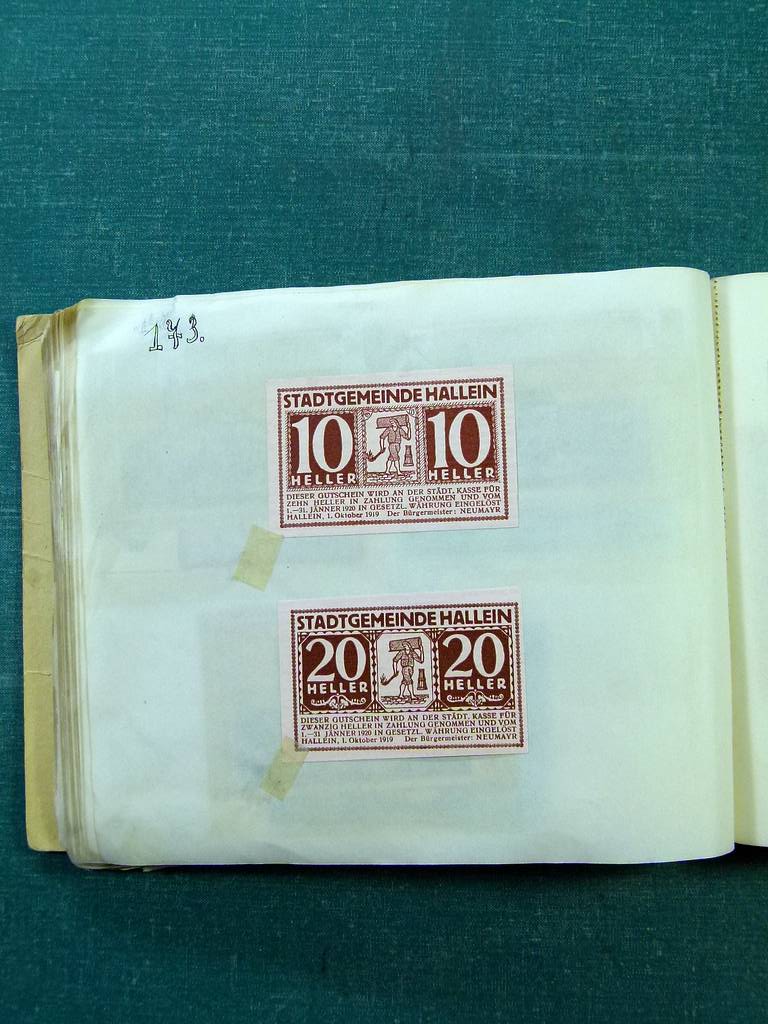 173.
STADTGEMEINDE HALLEIN
10 10
HELLER HELLER
DIESER GUTSCHEIN WIRD AN DER STÄDT. KASSE FÜR
ZEHN HELLER IN ZAHLUNG GENOMMEN UND VOM
1.—31. JÄNNER 1920 IN GESETZL. WÄHRUNG EINGELÖST
HALLEIN, 1. Oktober 1919 Der Bürgermeister: NEUMAYR
STADTGEMEINDE HALLEIN
20 20
HELLER HELLER
DIESER GUTSCHEIN WIRD AN DER STÄDT. KASSE FÜR
ZWANZIG HELLER IN ZAHLUNG GENOMMEN UND VOM
1.—31 JÄNNER 1920 IN GESETZL. WÄHRUNG EINGELÖST
HALLEIN, 1. Oktober 1919 Der Bürgermeister: NEUMAYR